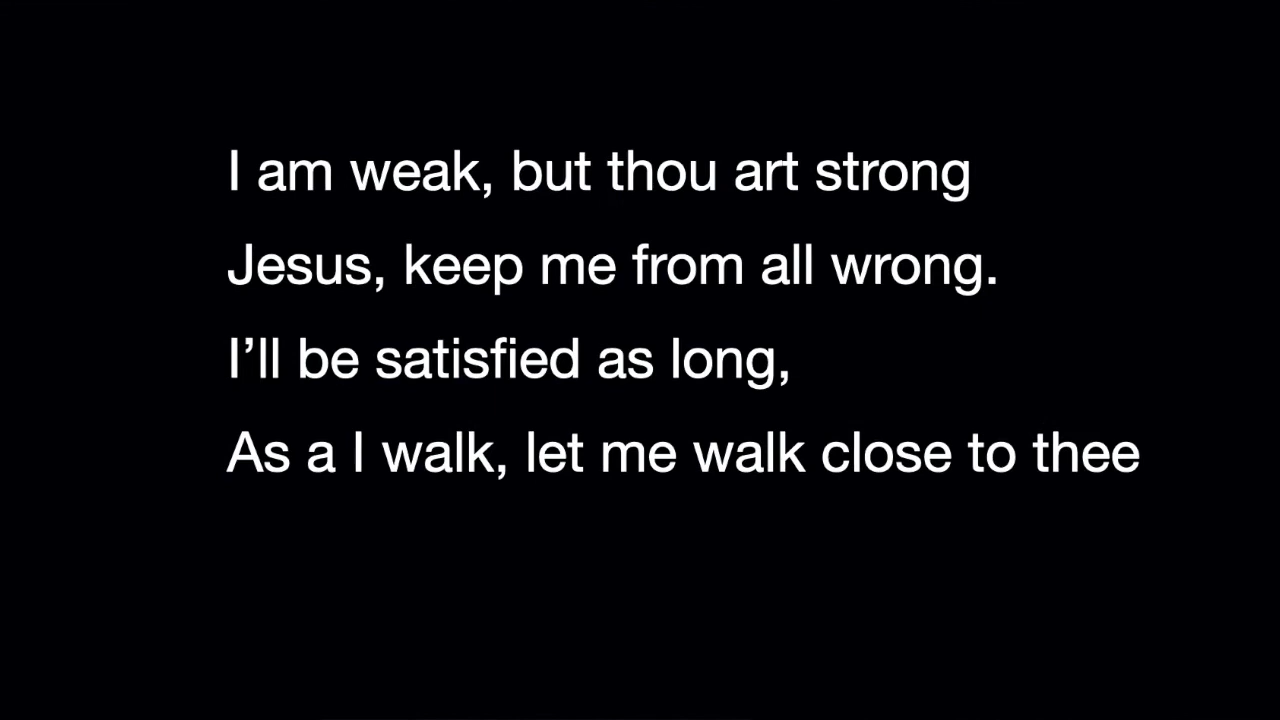 I am weak, but thou art strong
Jesus, keep me from all wrong.
I’ll be satisfied as long,
As a I walk, let me walk close to thee